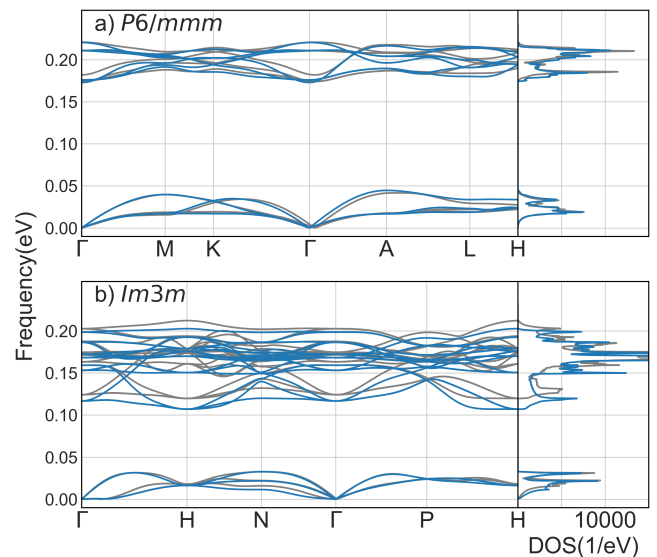 a) P6/mmm
0.20
0.15
0.10
0.05
0.00
Γ M K Γ A L H
Frequency(eV)
b) Im3̅m
0.20
0.15
0.10
0.05
0.00
Γ H N Γ P H
10000
DOS(1/eV)